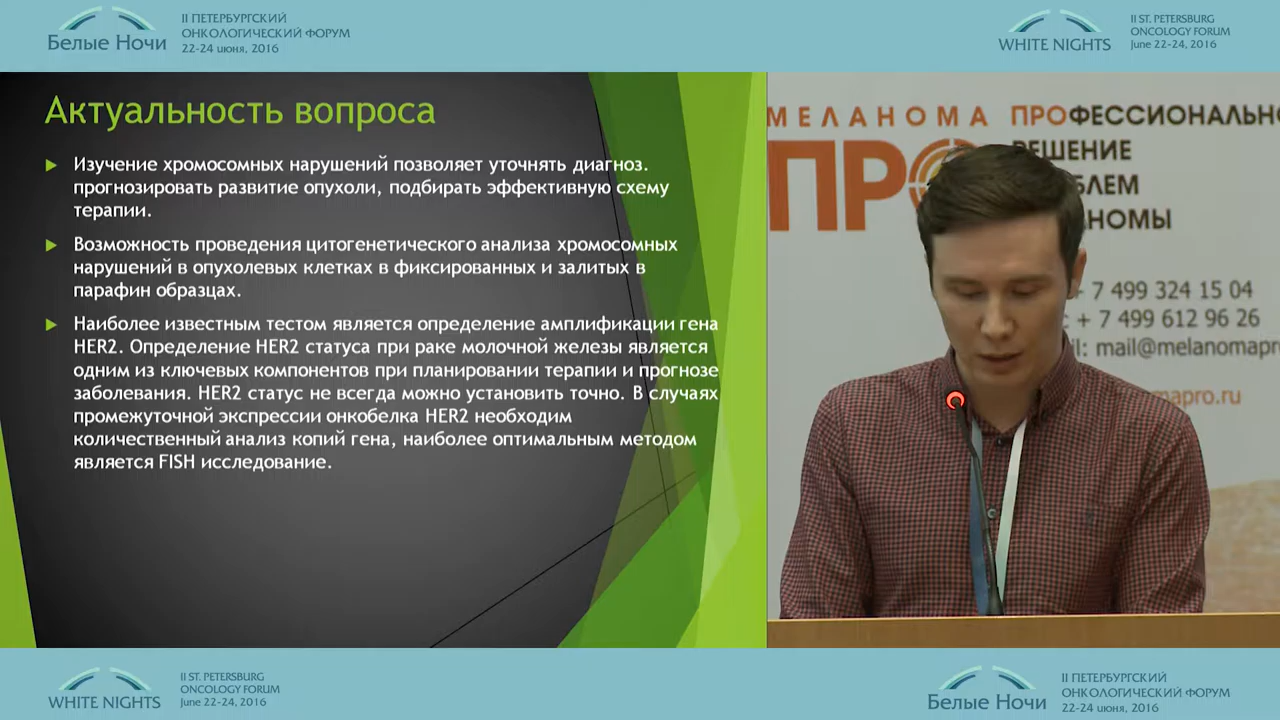 Белые Ночи
II ПЕТЕРБУРГСКИЙ
ОНКОЛОГИЧЕСКИЙ ФОРУМ
22-24 июня, 2016
WHITE NIGHTS
II ST. PETERSBURG
ONCOLOGY FORUM
June 22-24, 2016
Актуальность вопроса
Изучение хромосомных нарушений позволяет уточнять диагноз.
прогнозировать развитие опухоли, подбирать эффективную схему
терапии.
Возможность проведения цитогенетического анализа хромосомных
нарушений в опухолевых клетках в фиксированных и залитых в
парафин образцах.
Наиболее известным тестом является определение амплификации гена
HER2. Определение HER2 статуса при раке молочной железы является
одним из ключевых компонентов при планировании терапии и прогнозе
заболевания. HER2 статус не всегда можно установить точно. В случаях
промежуточной экспрессии онкобелка HER2 необходим
количественный анализ копий гена, наиболее оптимальным методом
является FISH исследование.
МЕЛАНОМА
ПРО
ПРОФЕССИОНАЛЬНО
РЕШЕНИЕ
БЛЕМ
АНОМЫ
+ 7 499 324 15 04
+ 7 499 612 96 26
il: mail@melanomapro
mapro.ru
WHITE NIGHTS
II ST. PETERSBURG
ONCOLOGY FORUM
June 22-24, 2016
Белые Ночи
II ПЕТЕРБУРГСКИЙ
ОНКОЛОГИЧЕСКИЙ ФОРУМ
22-24 июня, 2016